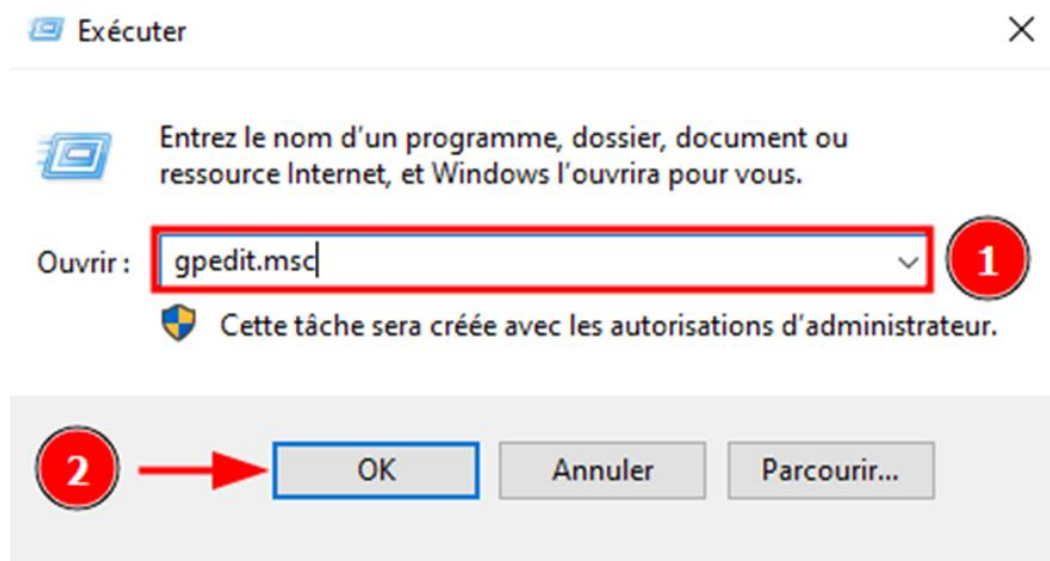 Exécuter
Entrez le nom d'un programme, dossier, document ou
ressource Internet, et Windows l'ouvrira pour vous.
Ouvrir : gpedit.msc 1
Cette tâche sera créée avec les autorisations d'administrateur.
2 OK Annuler Parcourir...